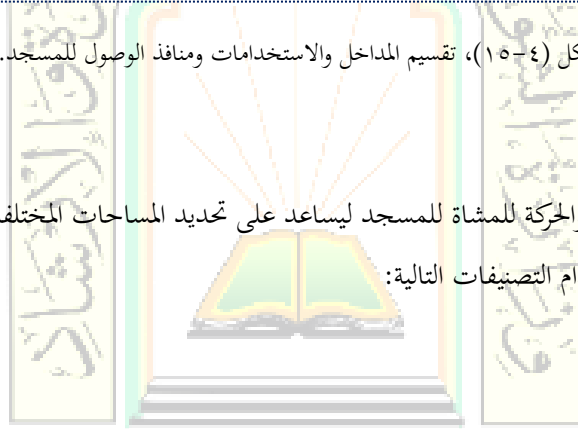 كل (٤-١٥)، تقسيم المداخل والاستخدامات ومنافذ الوصول للمسجد.
والحركة للمشاة للمسجد ليساعد على تحديد المساحات المختلف
ام التصنيفات التالية: